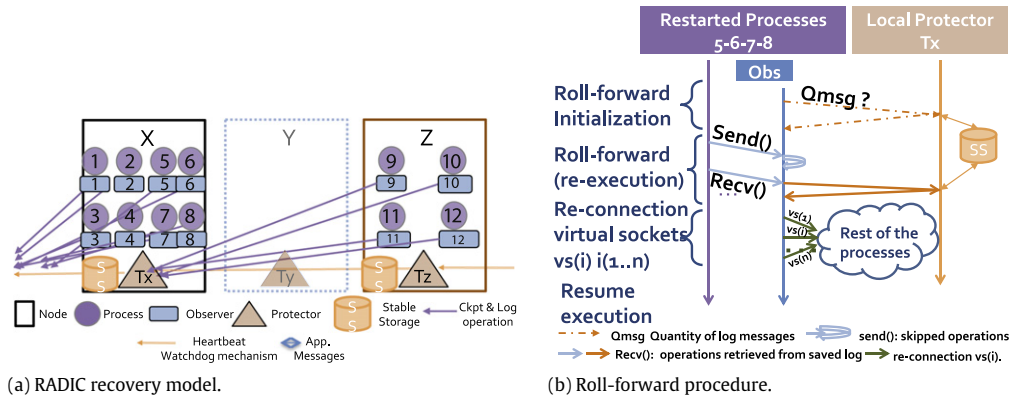 X
Y
Z
1 2 5 6
9 10
1 2 5 6
9 10
3 4 7 8
11 12
3 4 7 8
11 12
S S
Tx
Ty
S S
Tz
Node
Process
Observer
Protector
S S
Stable
Storage
Ckpt & Log
operation
Heartbeat
Watchdog mechanism
App.
Messages
(a) RADIC recovery model.
Restarted Processes
5-6-7-8
Local Protector
Tx
Obs
Roll-forward
Initialization
Qmsg ?
Send()
SS
Roll-forward
(re-execution)
Recv()
...
Re-connection
virtual sockets
vs(i) i(1..n)
vs(1)
vs(i)
. .
vs(n)
Rest of the
processes
Resume
execution
Qmsg Quantity of log messages
send(): skipped operations
Recv(): operations retrieved from saved log
re-connection vs(i).
(b) Roll-forward procedure.